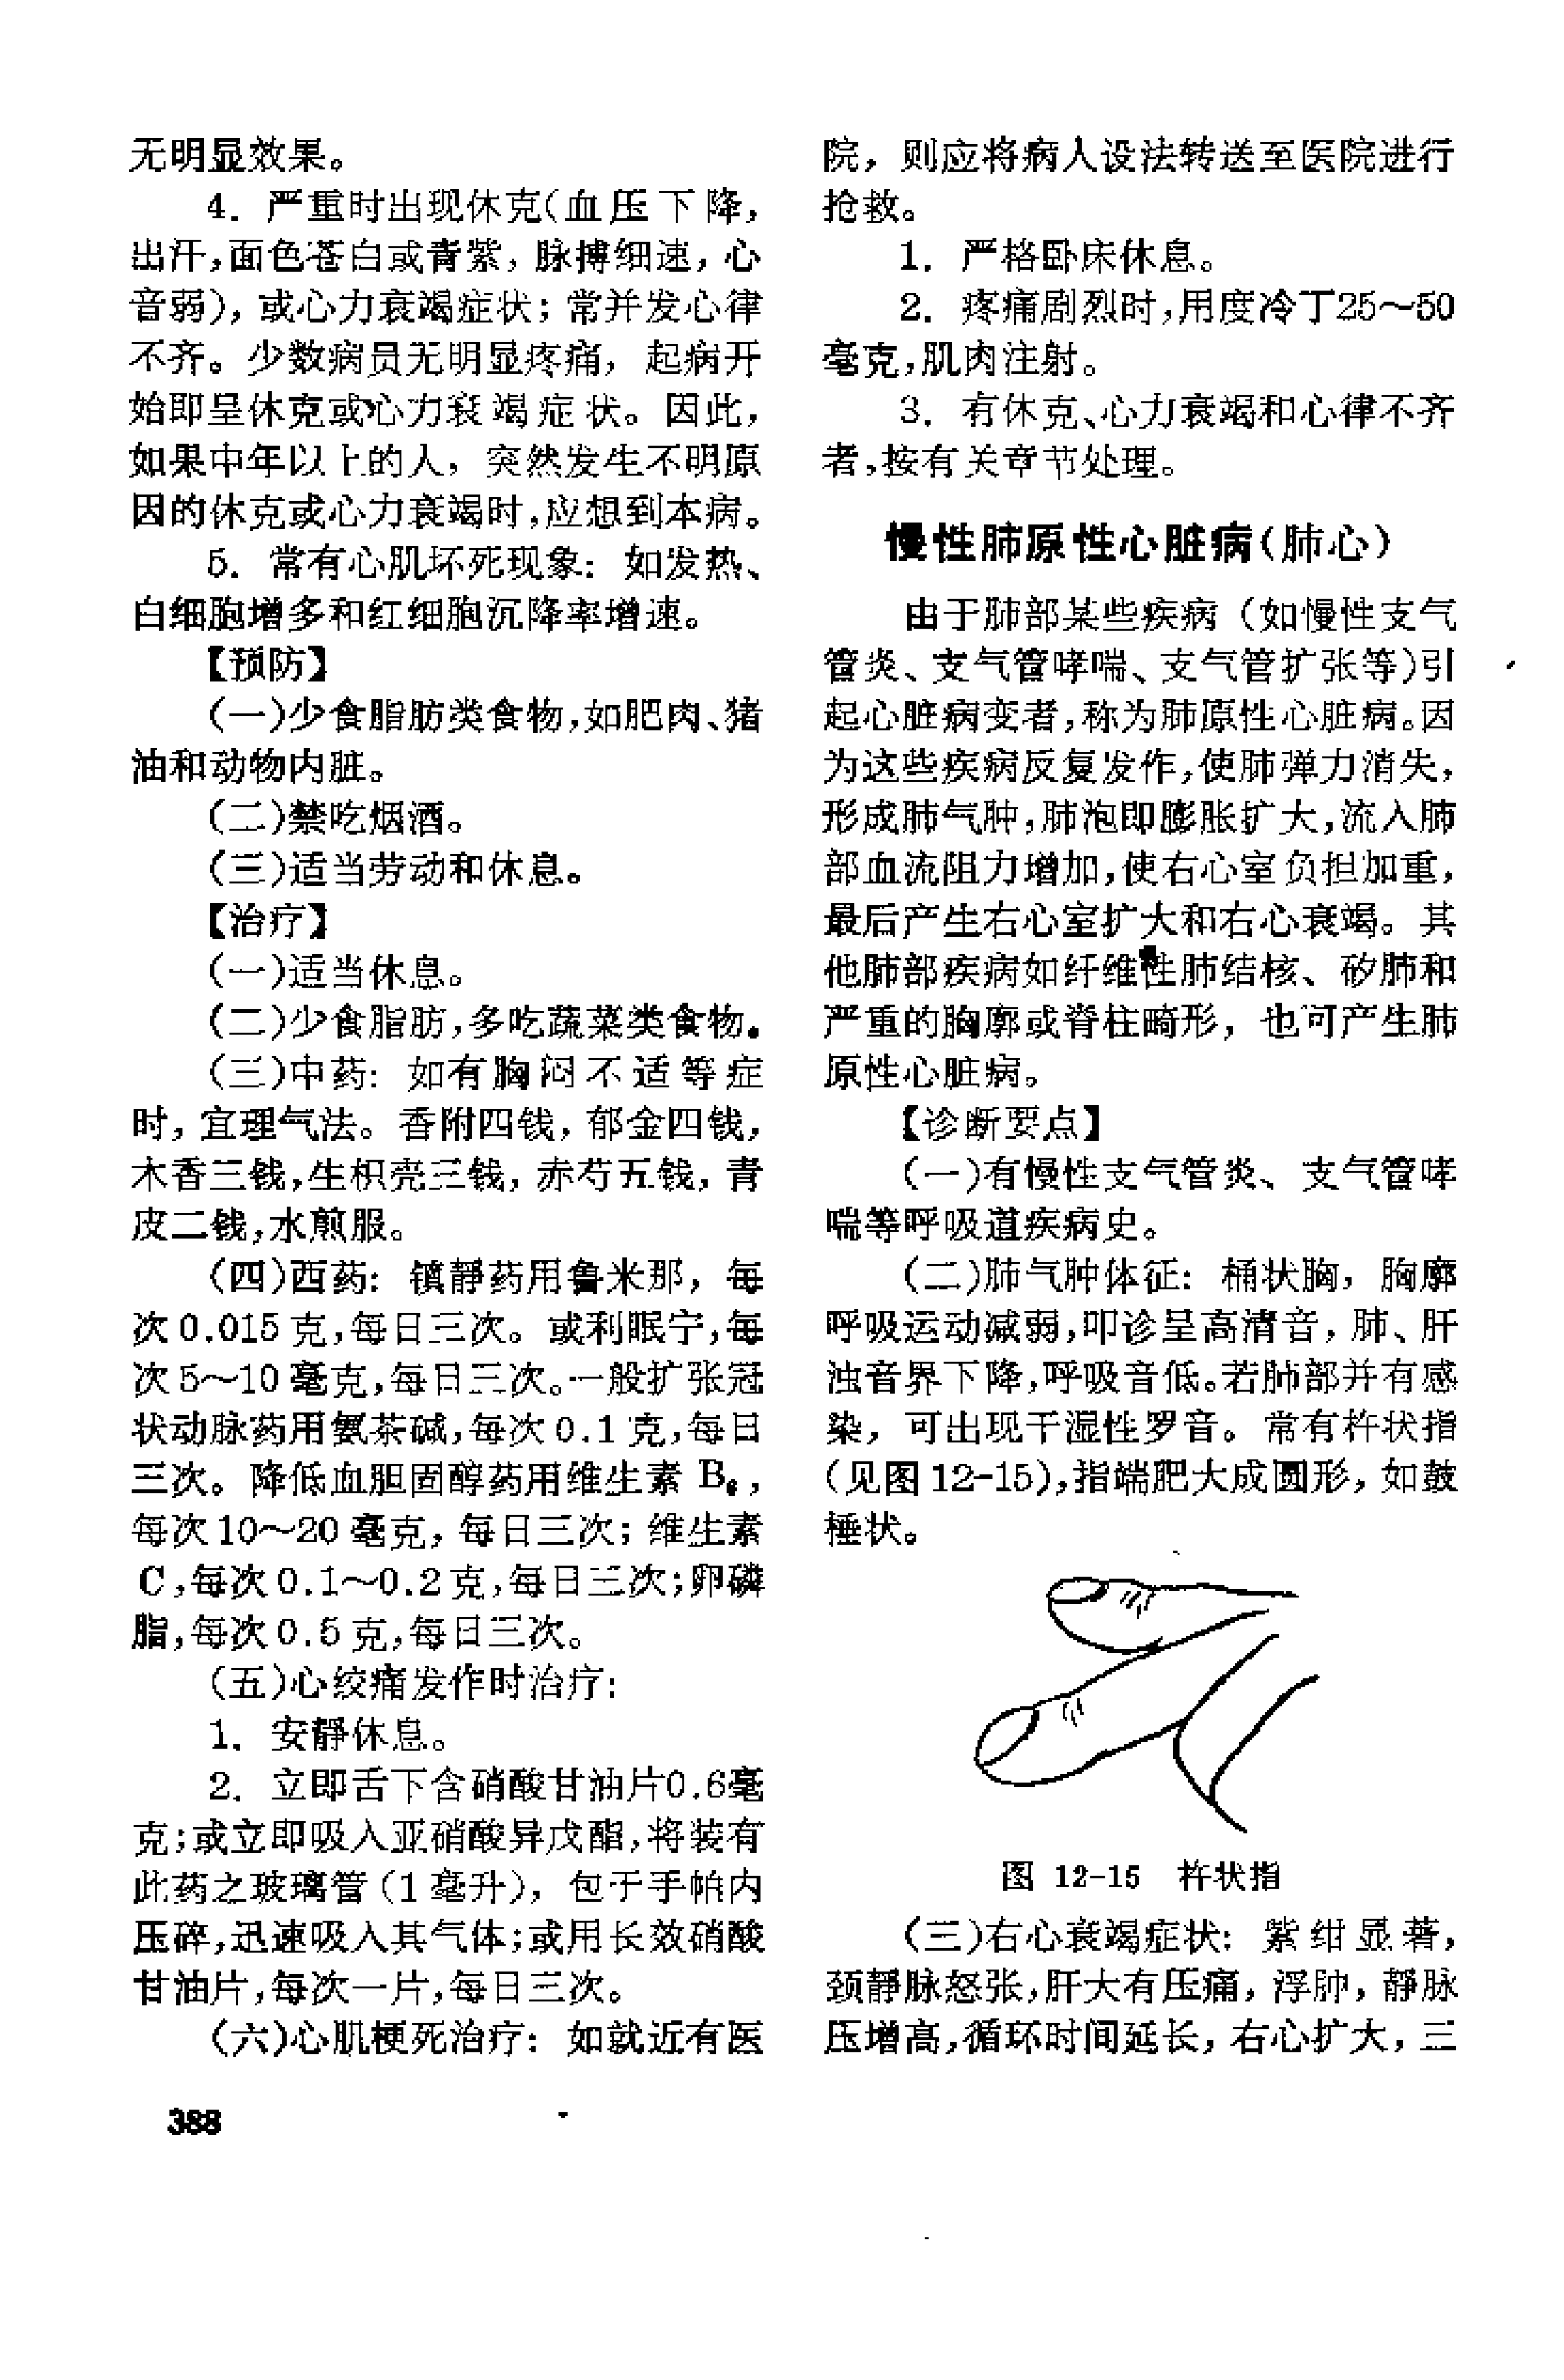 无明显效果。
4. 严重时出现休克(血压下降,
出汗,面色苍白或青紫,脉搏细速,心
音弱),或心力衰竭症状;常并发心律
不齐。少数病员无明显疼痛,起病开
始即呈休克或心力衰竭症状。因此,
如果中年以上的人,突然发生不明原
因的休克或心力衰竭时,应想到本病。
5. 常有心肌坏死现象:如发热、
白细胞增多和红细胞沉降率增速。
【预防】
(一)少食脂肪类食物,如肥肉、猪
油和动物内脏。
(二)禁吃烟酒。
(三)适当劳动和休息。
【治疗】
(一)适当休息。
(二)少食脂肪,多吃蔬菜类食物。
(三)中药:如有胸闷不适等症
时,宜理气法。香附四钱,郁金四钱,
木香三钱,生枳壳三钱,赤芍五钱,青
皮二钱,水煎服。
(四)西药:镇静药用鲁米那,每
次0.015克,每日三次。或利眠宁,每
次5～10毫克,每日三次。一般扩张冠
状动脉药用氨茶碱,每次0.1克,每日
三次。降低血胆固醇药用维生素 B₆,
每次10～20毫克,每日三次;维生素
C,每次0.1～0.2克,每日三次;卵磷
脂,每次0.5克,每日三次。
(五)心绞痛发作时治疗:
1. 安静休息。
2. 立即舌下含硝酸甘油片0.6毫
克;或立即吸入亚硝酸异戊酯,将装有
此药之玻璃管(1毫升),包于手帕内
压碎,迅速吸入其气体;或用长效硝酸
甘油片,每次一片,每日三次。
(六)心肌梗死治疗:如就近有医
院,则应将病人设法转送至医院进行
抢救。
1. 严格卧床休息。
2. 疼痛剧烈时,用度冷丁25～50
毫克,肌肉注射。
3. 有休克、心力衰竭和心律不齐
者,按有关章节处理。
慢性肺原性心脏病(肺心)
由于肺部某些疾病(如慢性支气
管炎、支气管哮喘、支气管扩张等)引
起心脏病变者,称为肺原性心脏病。因
为这些疾病反复发作,使肺弹力消失,
形成肺气肿,肺泡即膨胀扩大,流入肺
部血流阻力增加,使右心室负担加重,
最后产生右心室扩大和右心衰竭。其
他肺部疾病如纤维性肺结核、矽肺和
严重的胸廓或脊柱畸形,也可产生肺
原性心脏病。
【诊断要点】
(一)有慢性支气管炎、支气管哮
喘等呼吸道疾病史。
(二)肺气肿体征:桶状胸,胸廓
呼吸运动减弱,叩诊呈高清音,肺、肝
浊音界下降,呼吸音低。若肺部并有感
染,可出现干湿性罗音。常有杵状指
(见图12-15),指端肥大成圆形,如鼓
棰状。
图 12-15 杵状指
(三)右心衰竭症状:紫绀显著,
颈静脉怒张,肝大有压痛,浮肿,静脉
压增高,循环时间延长,右心扩大,三
388